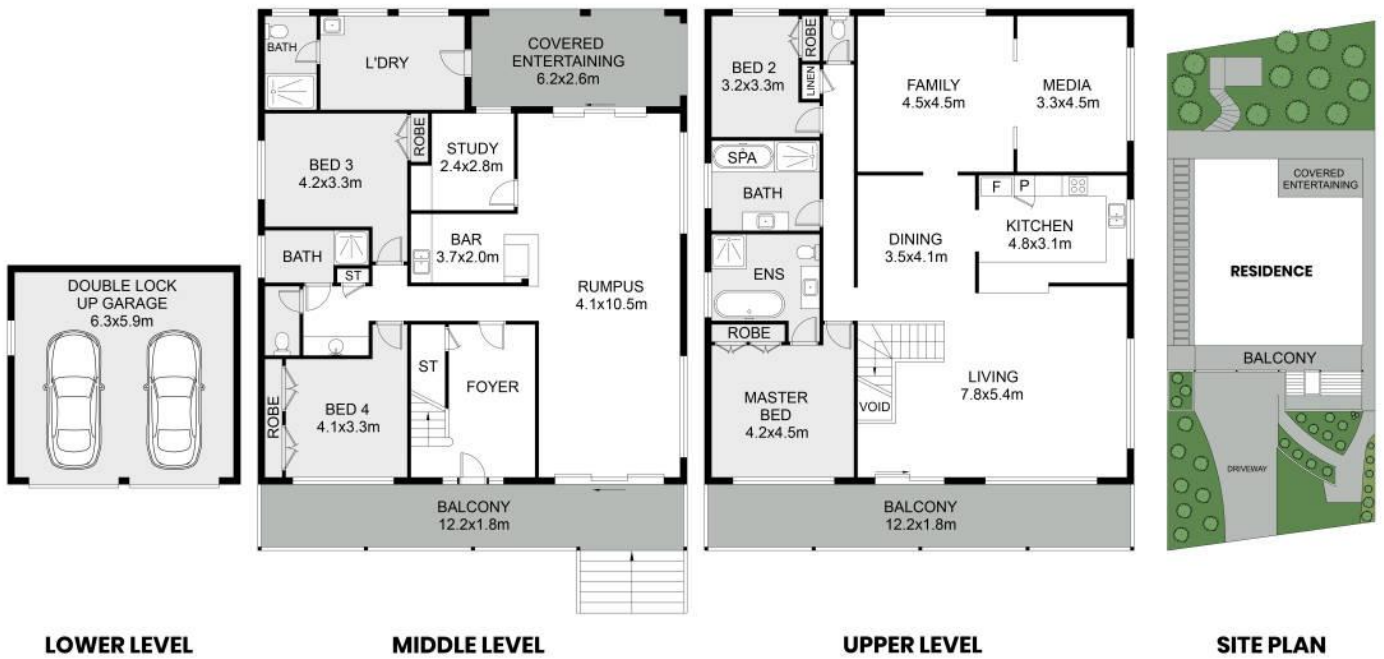 DOUBLE LOCK
UP GARAGE
6.3x5.9m
LOWER LEVEL
BATH
L'DRY
COVERED
ENTERTAINING
6.2x2.6m
BED 3
4.2x3.3m
ROBE
STUDY
2.4x2.8m
BAR
3.7x2.0m
BATH
ST
RUMPUS
4.1x10.5m
ST
FOYER
ROBE
BED 4
4.1x3.3m
BALCONY
12.2x1.8m
MIDDLE LEVEL
BED 2
3.2x3.3m
ROBE
LINEN
FAMILY
4.5x4.5m
MEDIA
3.3x4.5m
SPA
BATH
F
P
KITCHEN
4.8x3.1m
DINING
3.5x4.1m
ENS
ROBE
MASTER
BED
4.2x4.5m
VOID
LIVING
7.8x5.4m
BALCONY
12.2x1.8m
UPPER LEVEL
COVERED
ENTERTAINING
RESIDENCE
BALCONY
DRIVEWAY
SITE PLAN